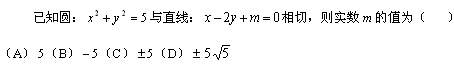 已知圆：x² + y² = 5与直线：x − 2y + m = 0相切，则实数m的值为（　）
（A）5（B）−5（C）±5（D）±5√5